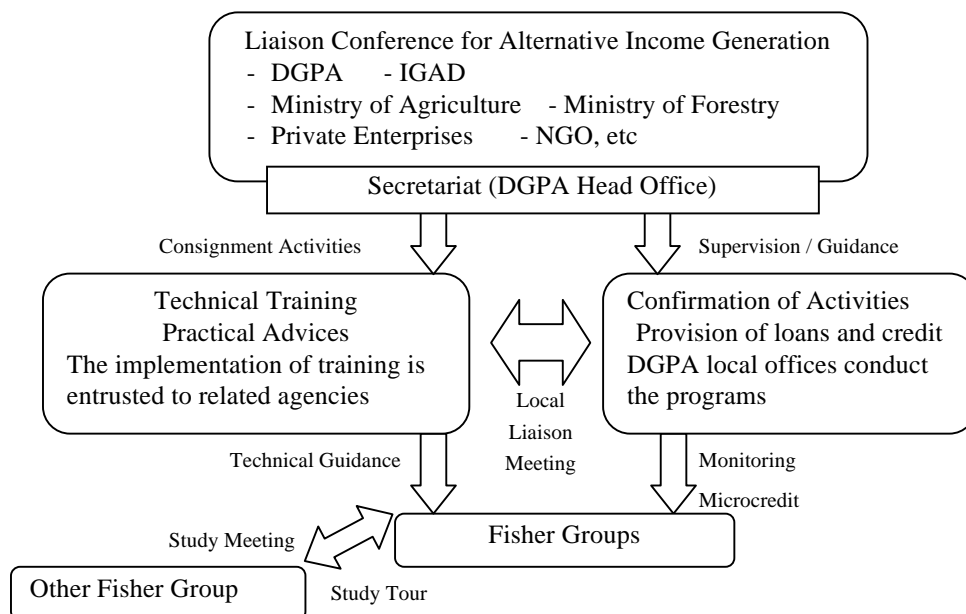 Liaison Conference for Alternative Income Generation
- DGPA - IGAD
- Ministry of Agriculture - Ministry of Forestry
- Private Enterprises - NGO, etc
Secretariat (DGPA Head Office)
Consignment Activities
Supervision / Guidance
Technical Training
Practical Advices
The implementation of training is
entrusted to related agencies
Local
Liaison
Meeting
Confirmation of Activities
Provision of loans and credit
DGPA local offices conduct
the programs
Technical Guidance
Monitoring
Microcredit
Fisher Groups
Study Meeting
Study Tour
Other Fisher Group